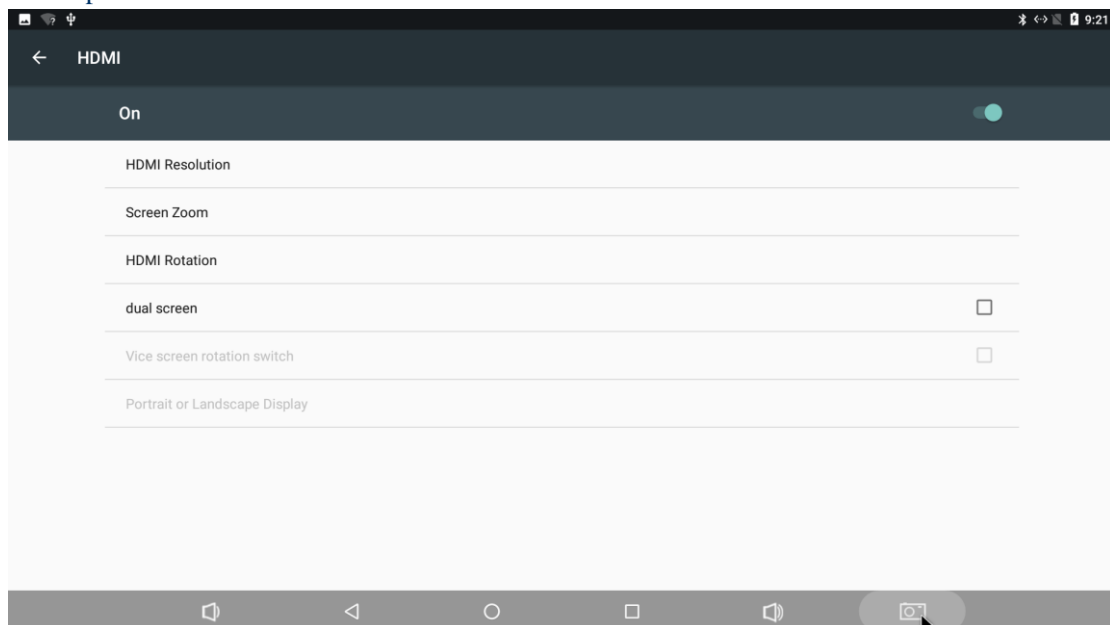 9:21
HDMI
On
HDMI Resolution
Screen Zoom
HDMI Rotation
dual screen
Vice screen rotation switch
Portrait or Landscape Display